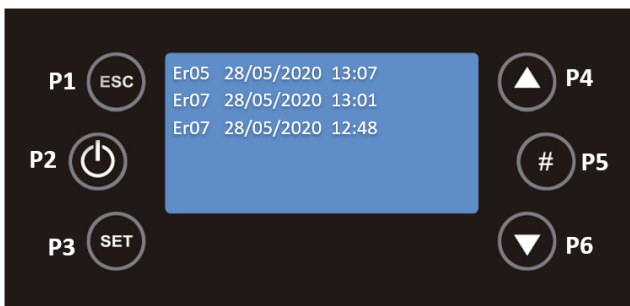 P1 ESC
Er05 28/05/2020 13:07
Er07 28/05/2020 13:01
Er07 28/05/2020 12:48
P4
P2
# P5
P3 SET
P6